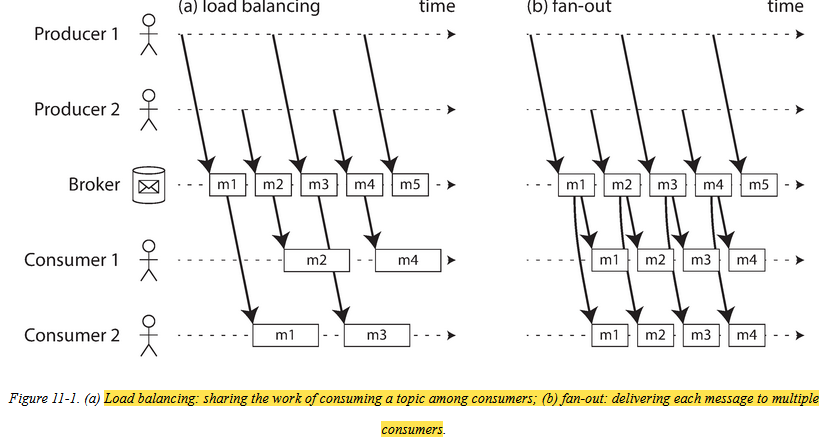 (a) load balancing time (b) fan-out time
Producer 1
Producer 2
Broker m1 m2 m3 m4 m5 m1 m2 m3 m4 m5
Consumer 1 m2 m4 m1 m2 m3 m4
Consumer 2 m1 m3 m1 m2 m3 m4
Figure 11-1. (a) Load balancing: sharing the work of consuming a topic among consumers; (b) fan-out: delivering each message to multiple
consumers.